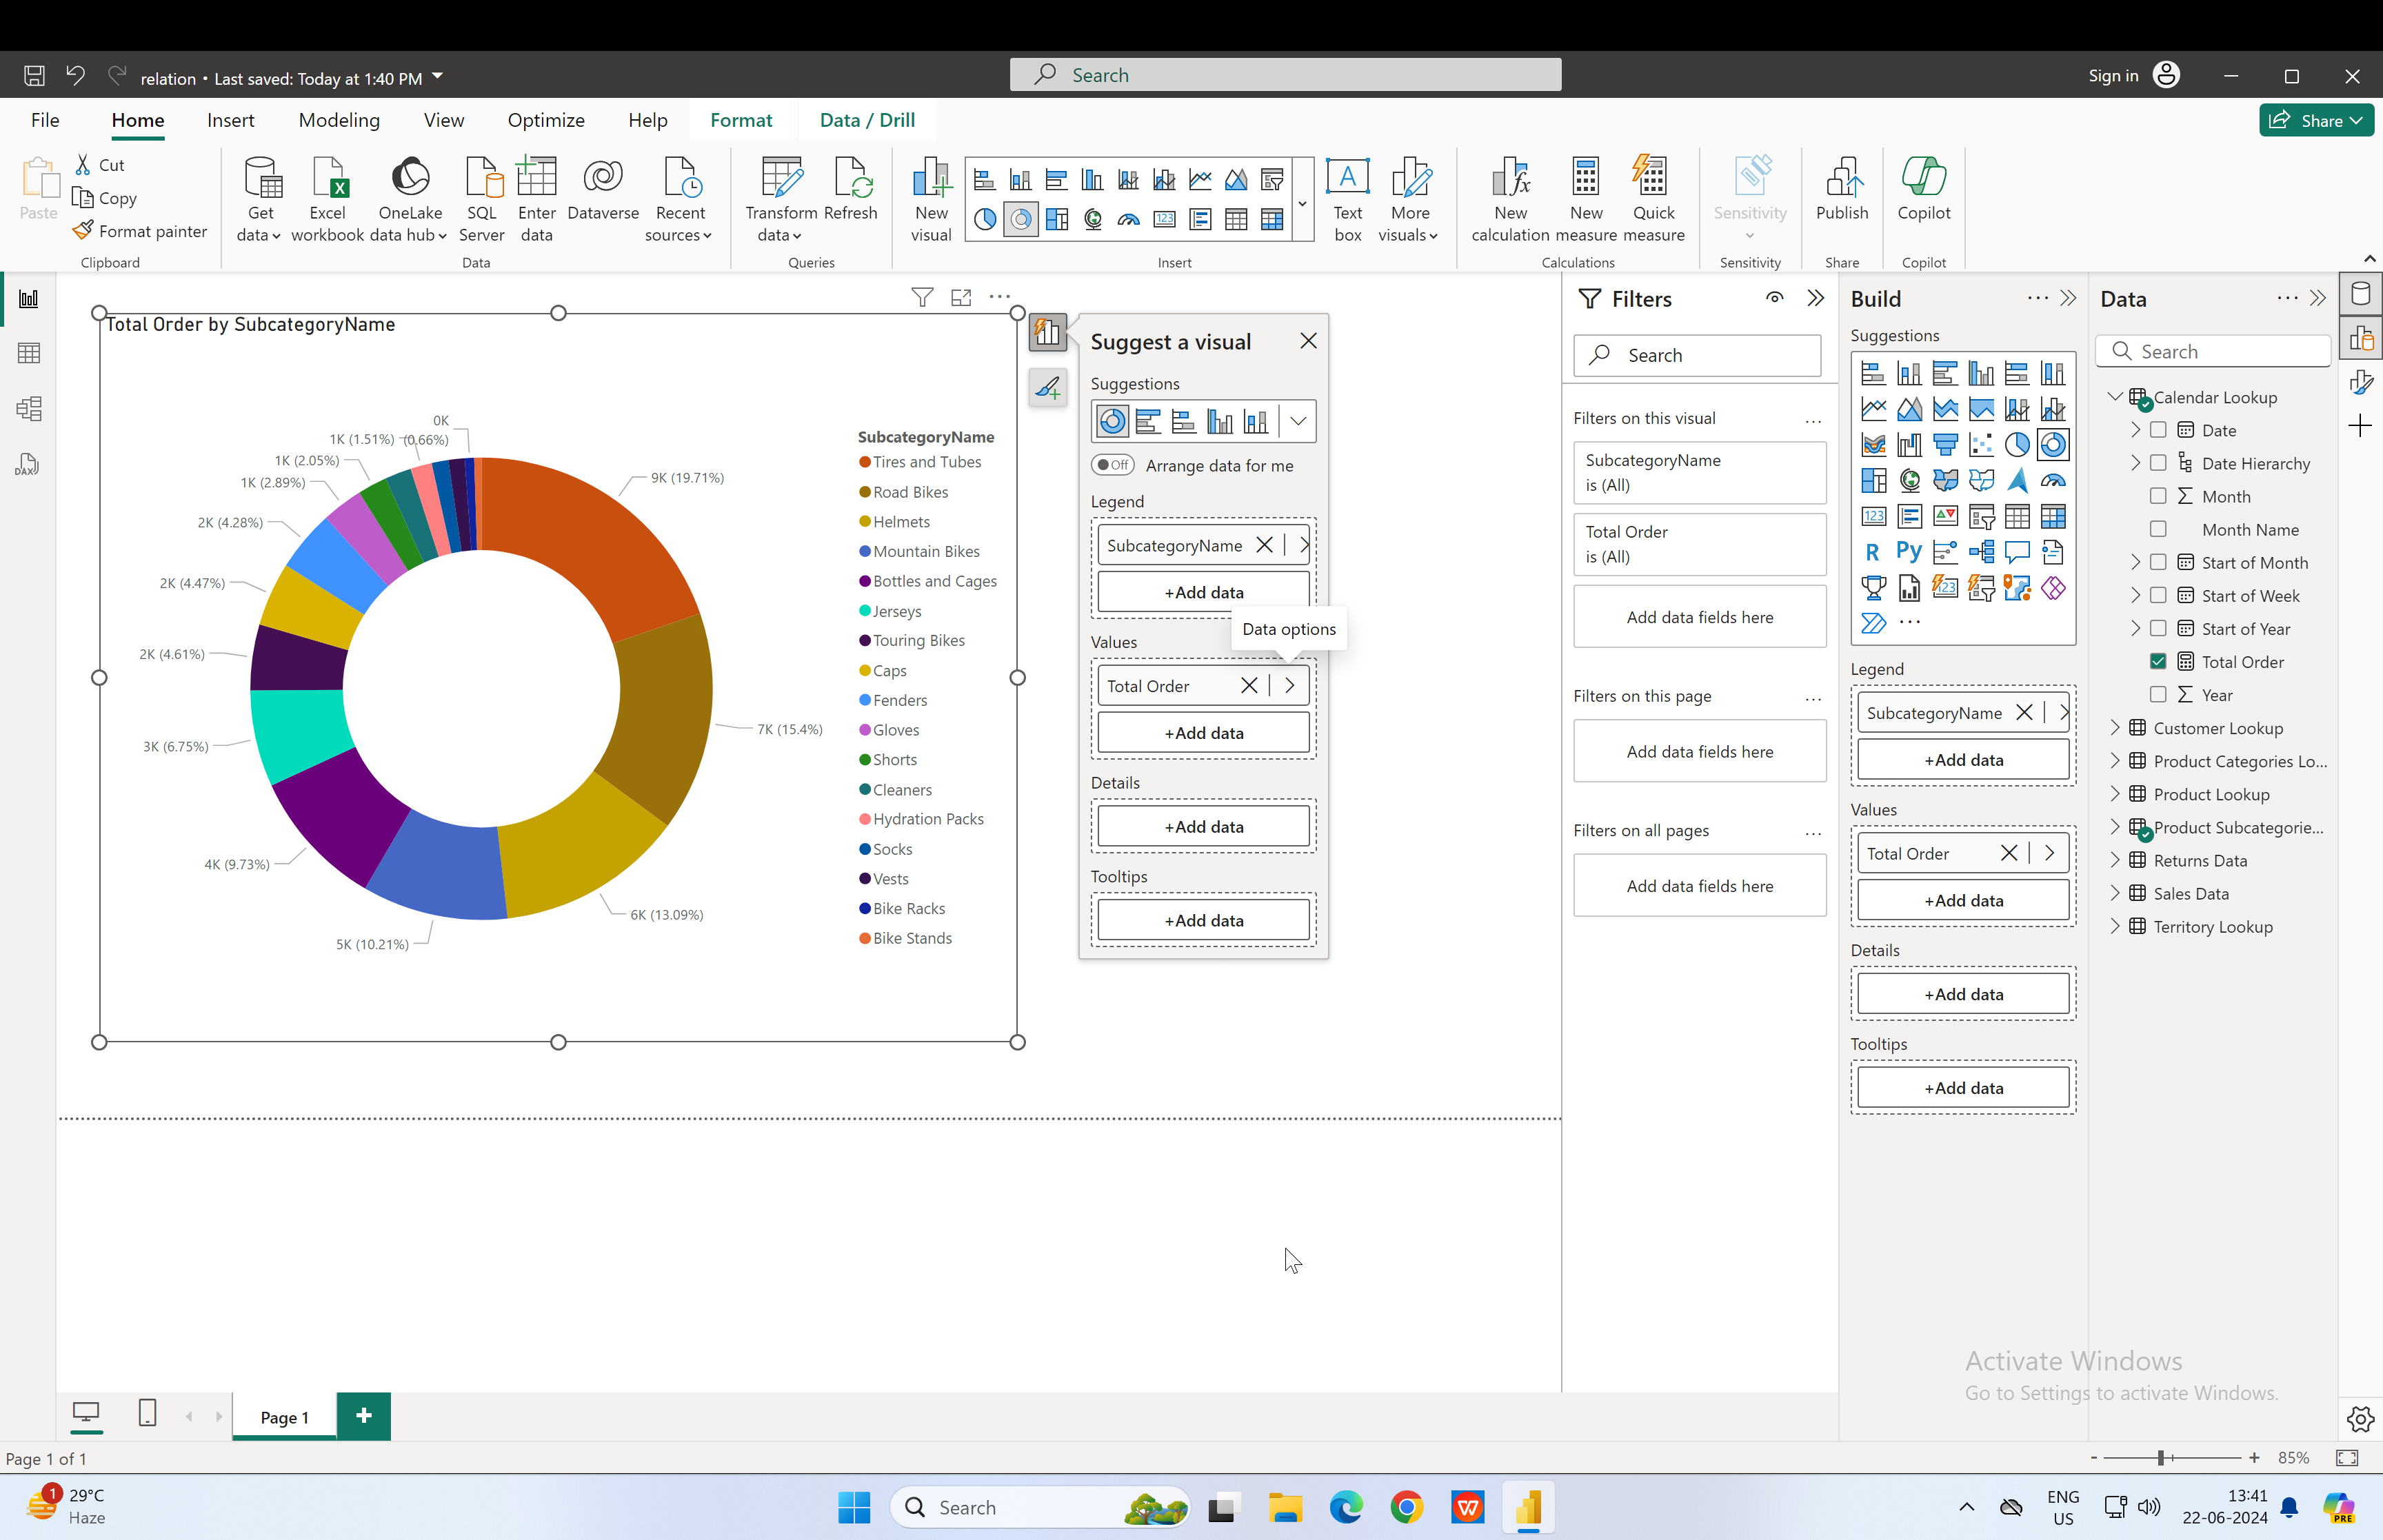 relation • Last saved: Today at 1:40 PM
Search
Sign in
File
Home
Insert
Modeling
View
Optimize
Help
Format
Data / Drill
Share
Paste
Cut
Copy
Format painter
Clipboard
Get data
Excel workbook
OneLake data hub
SQL Server
Enter data
Dataverse
Recent sources
Data
Transform data
Refresh
Queries
New visual
123
Insert
A
Text box
More visuals
fx
New calculation
New measure
Quick measure
Calculations
Sensitivity
Sensitivity
Publish
Share
Copilot
Copilot
DAX
Total Order by SubcategoryName
0K
1K (1.51%)
(0.66%)
1K (2.05%)
1K (2.89%)
2K (4.28%)
2K (4.47%)
2K (4.61%)
3K (6.75%)
4K (9.73%)
5K (10.21%)
6K (13.09%)
7K (15.4%)
9K (19.71%)
SubcategoryName
Tires and Tubes
Road Bikes
Helmets
Mountain Bikes
Bottles and Cages
Jerseys
Touring Bikes
Caps
Fenders
Gloves
Shorts
Cleaners
Hydration Packs
Socks
Vests
Bike Racks
Bike Stands
Suggest a visual
Suggestions
Off
Arrange data for me
Legend
SubcategoryName
+Add data
Data options
Values
Total Order
+Add data
Details
+Add data
Tooltips
+Add data
Filters
Search
Filters on this visual
SubcategoryName
is (All)
Total Order
is (All)
Add data fields here
Filters on this page
Add data fields here
Filters on all pages
Add data fields here
Build
Suggestions
123
R
Py
123
Legend
SubcategoryName
+Add data
Values
Total Order
+Add data
Details
+Add data
Tooltips
+Add data
Data
Search
Calendar Lookup
Date
Date Hierarchy
Σ Month
Month Name
Start of Month
Start of Week
Start of Year
Total Order
Σ Year
Customer Lookup
Product Categories Lo...
Product Lookup
Product Subcategorie...
Returns Data
Sales Data
Territory Lookup
Activate Windows
Go to Settings to activate Windows.
Page 1
Page 1 of 1
- + 85%
1
29°C
Haze
Search
W
ENG
US
13:41
22-06-2024
PRE